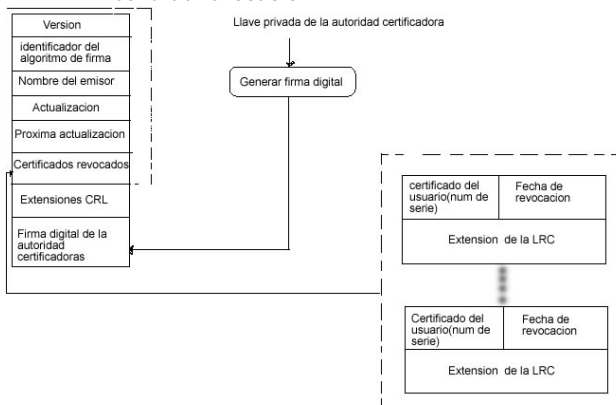 Version
identificador del
algoritmo de firma
Nombre del emisor
Actualizacion
Proxima actualizacion
Certificados revocados
Extensiones CRL
Firma digital de la
autoridad
certificadoras
Llave privada de la autoridad certificadora
Generar firma digital
certificado del
usuario(num de
serie)
Fecha de
revocacion
Extension de la LRC
Certificado del
usuario(num de
serie)
Fecha de
revocacion
Extension de la LRC